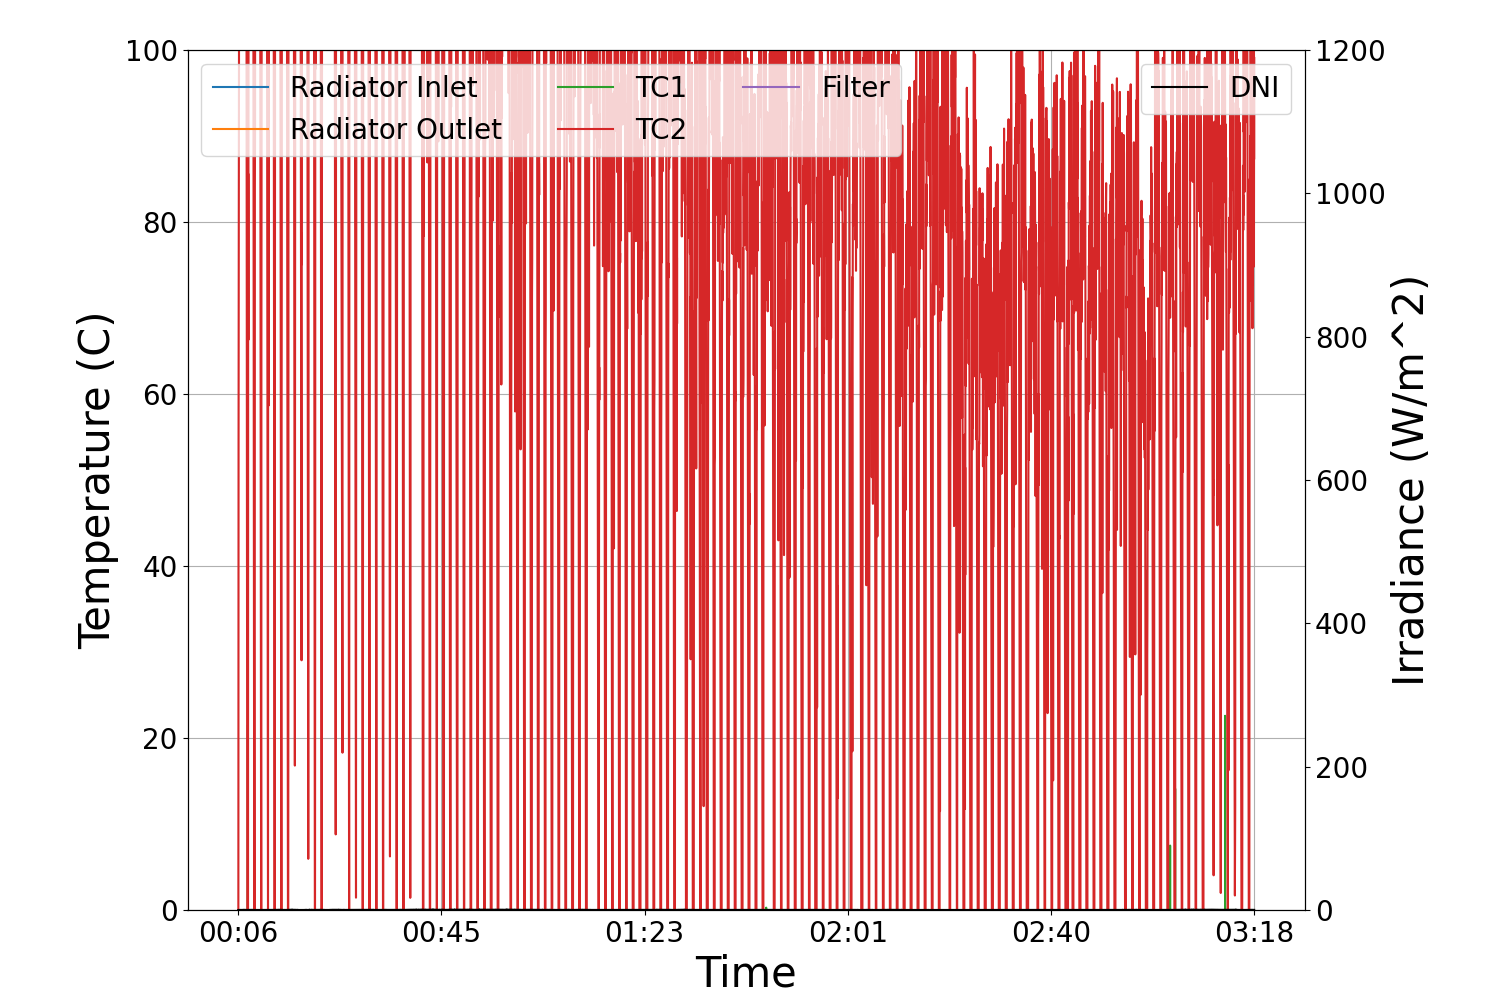 100
80
60
40
20
0
Temperature (C)
Radiator Inlet
Radiator Outlet
TC1
TC2
Filter
DNI
1200
1000
800
600
400
200
0
Irradiance (W/m^2)
00:06
00:45
01:23
02:01
02:40
03:18
Time